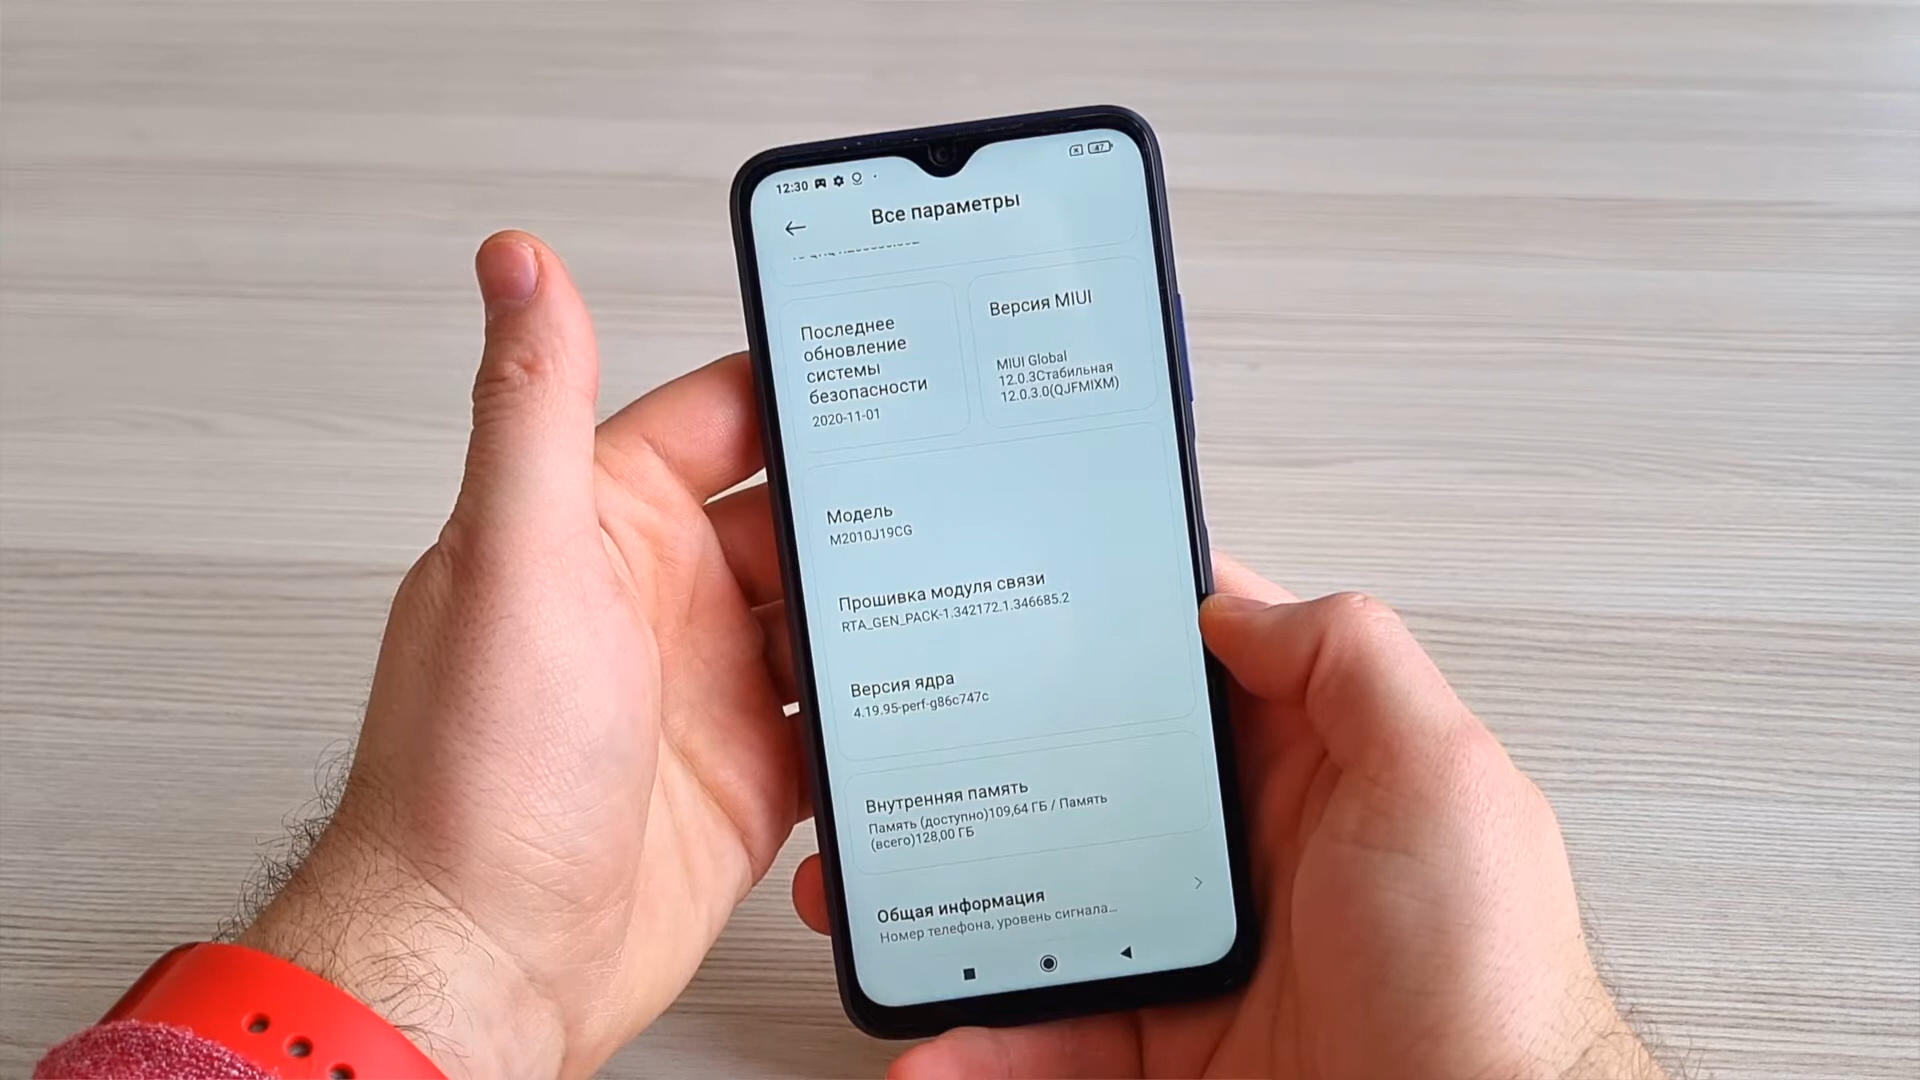 12:30
47
Все параметры
Последнее
обновление
системы
безопасности
2020-11-01
Версия MIUI
MIUI Global
12.0.3Стабильная
12.0.3.0(QJFMIXM)
Модель
M2010J19CG
Прошивка модуля связи
RTA_GEN_PACK-1.342172.1.346685.2
Версия ядра
4.19.95-perf-g86c747c
Внутренняя память
Память (доступно)109,64 ГБ / Память
(всего)128,00 ГБ
Общая информация
Номер телефона, уровень сигнала...